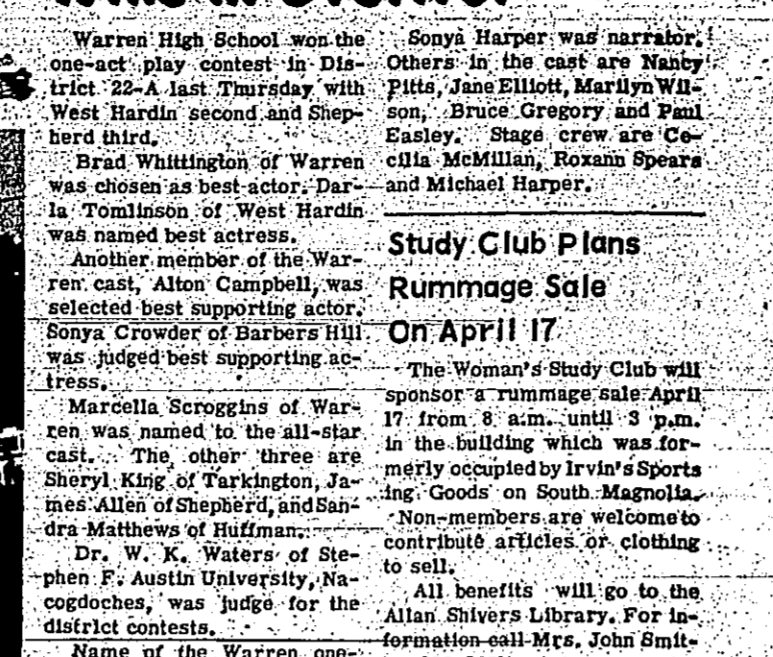 Warren High School won the
one-act play contest in Dis-
trict 22-A last Thursday with
West Hardin second and Shep-
herd third.
Brad Whittington of Warren
was chosen as best actor. Dar-
la Tomlinson of West Hardin
was named best actress.
Another member of the War-
ren cast, Alton Campbell, was
selected best supporting actor.
Sonya Crowder of Barbers Hill
was judged best supporting ac-
tress.
Marcella Scroggins of War-
ren was named to the all-star
cast. The other three are
Sheryl King of Tarkington, Ja-
mes Allen of Shepherd, and San-
dra Matthews of Huffman.
Dr. W. K. Waters of Ste-
phen F. Austin University, Na-
cogdoches, was judge for the
district contests.
Name of the Warren one-
Sonya Harper was narrator.
Others in the cast are Nancy
Pitts, Jane Elliott, Marilyn Wil-
son, Bruce Gregory and Paul
Easley. Stage crew are Ce-
cilia McMillan, Roxann Spears
and Michael Harper.
Study Club Plans
Rummage Sale
On April 17
The Woman's Study Club will
sponsor a rummage sale April
17 from 8 a.m. until 3 p.m.
in the building which was for-
merly occupied by Irvin's Sports
ing Goods on South Magnolia.
Non-members are welcome to
contribute articles or clothing
to sell.
All benefits will go to the
Allan Shivers Library. For in-
formation call Mrs. John Smit-